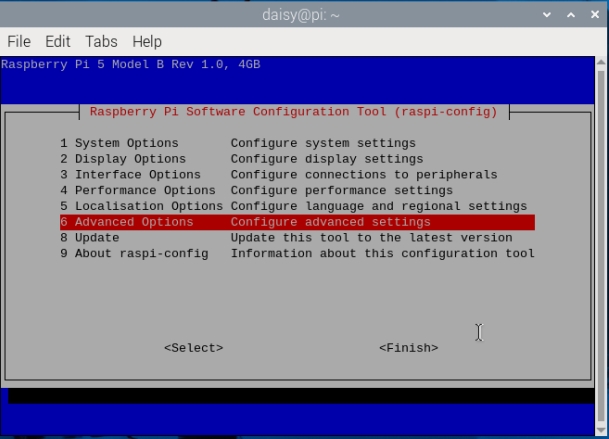 daisy@pi: ~
File Edit Tabs Help
Raspberry Pi 5 Model B Rev 1.0, 4GB
Raspberry Pi Software Configuration Tool (raspi-config)
1 System Options Configure system settings
2 Display Options Configure display settings
3 Interface Options Configure connections to peripherals
4 Performance Options Configure performance settings
5 Localisation Options Configure language and regional settings
6 Advanced Options Configure advanced settings
8 Update Update this tool to the latest version
9 About raspi-config Information about this configuration tool
<Select> <Finish>